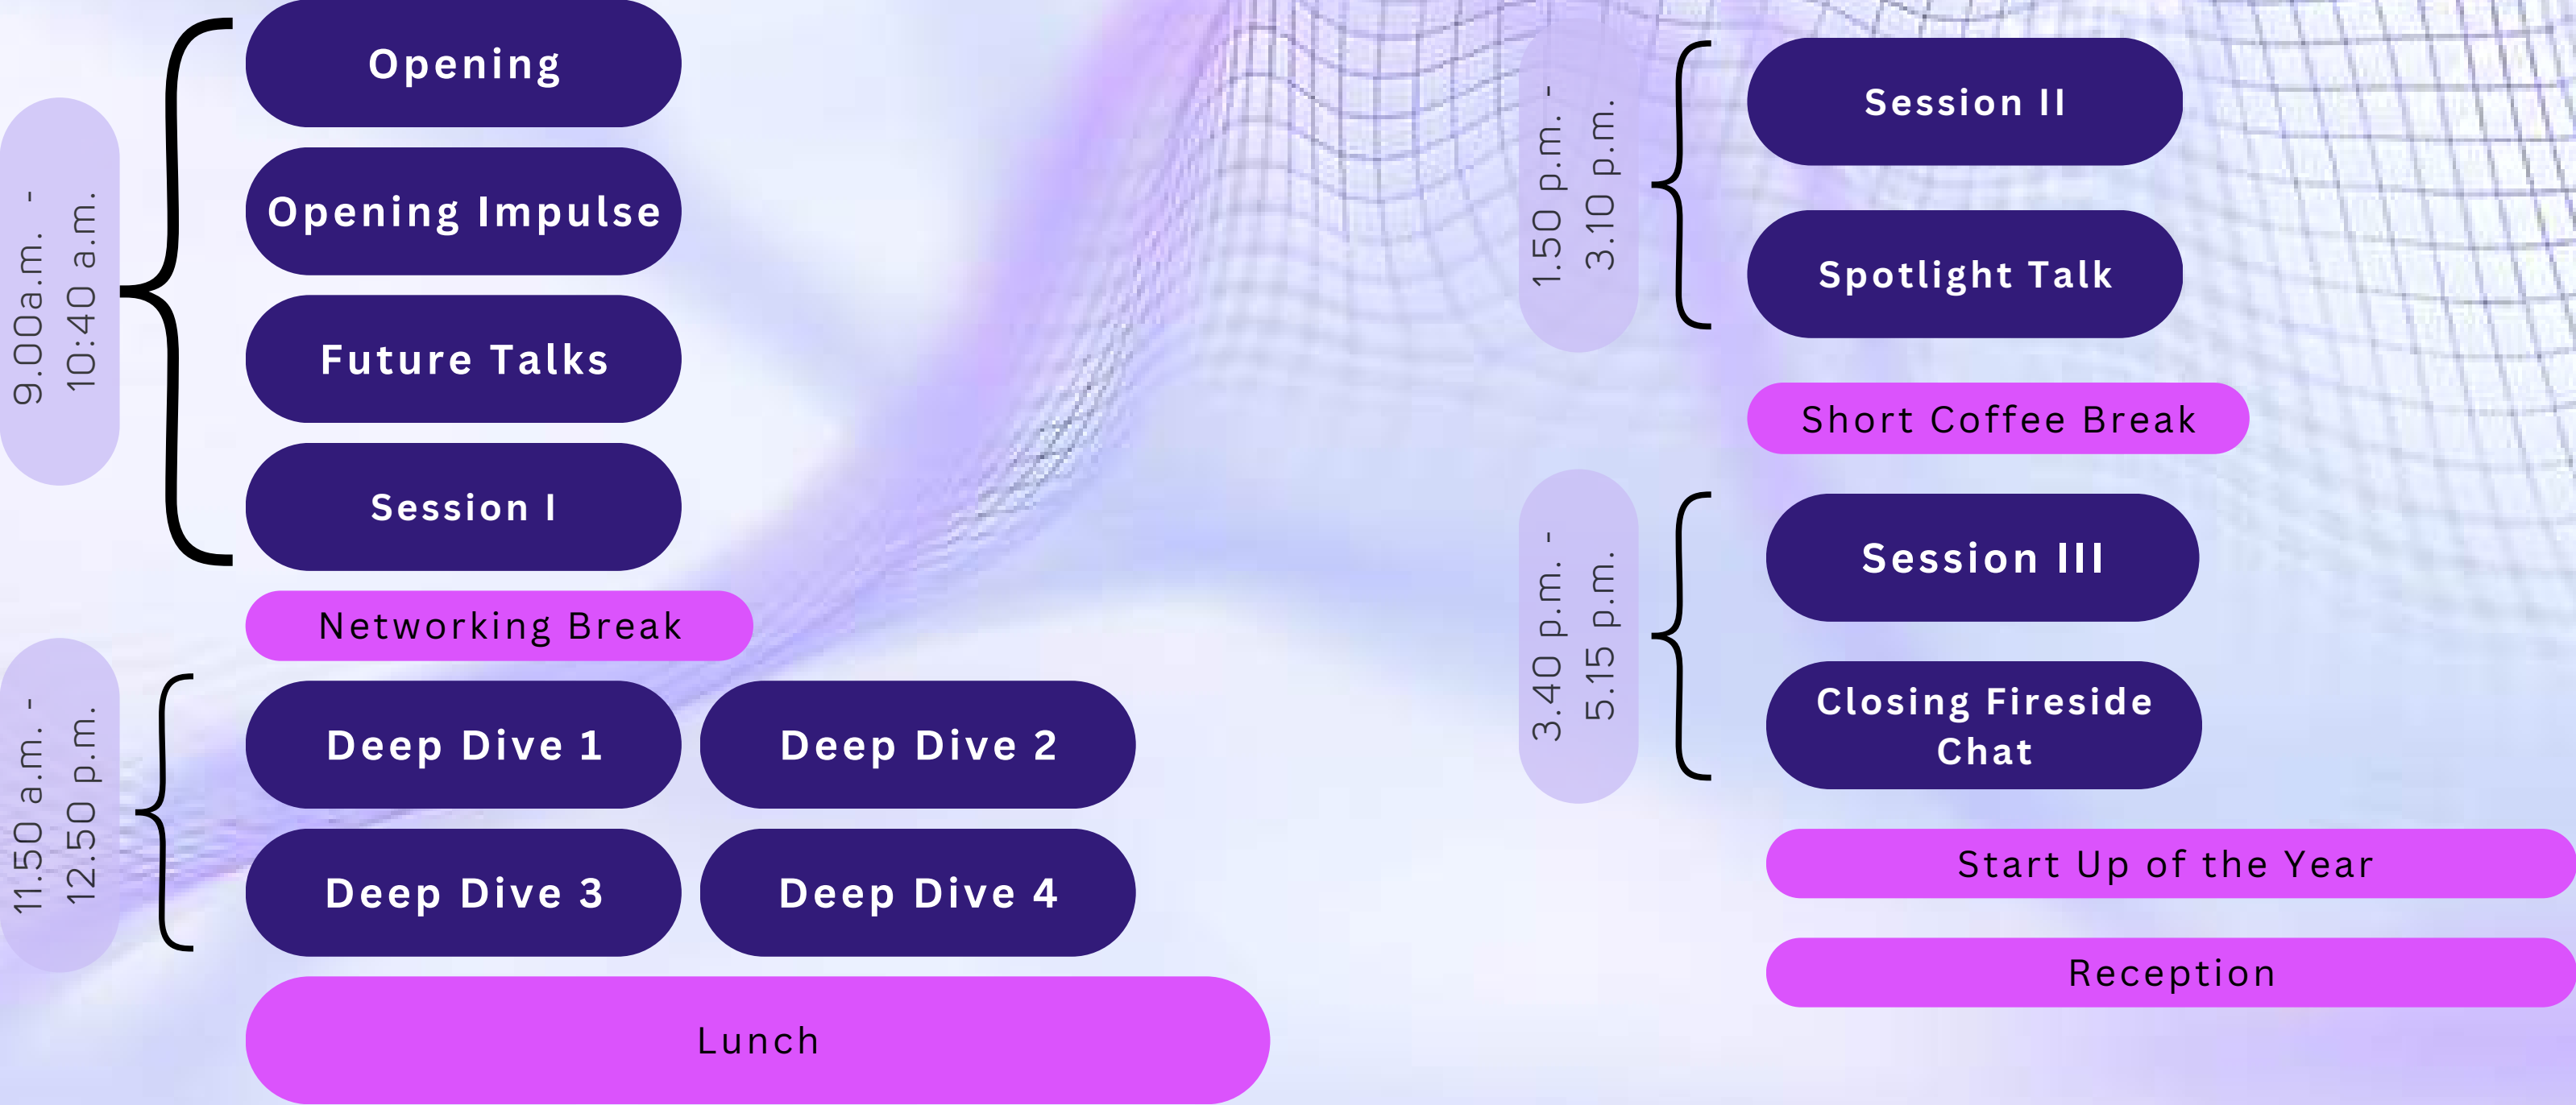 9.00a.m. -
10:40 a.m.
Opening
Opening Impulse
Future Talks
Session I
Networking Break
11.50 a.m. -
12.50 p.m.
Deep Dive 1
Deep Dive 2
Deep Dive 3
Deep Dive 4
Lunch
1.50 p.m. -
3.10 p.m.
Session II
Spotlight Talk
Short Coffee Break
3.40 p.m. -
5.15 p.m.
Session III
Closing Fireside
Chat
Start Up of the Year
Reception